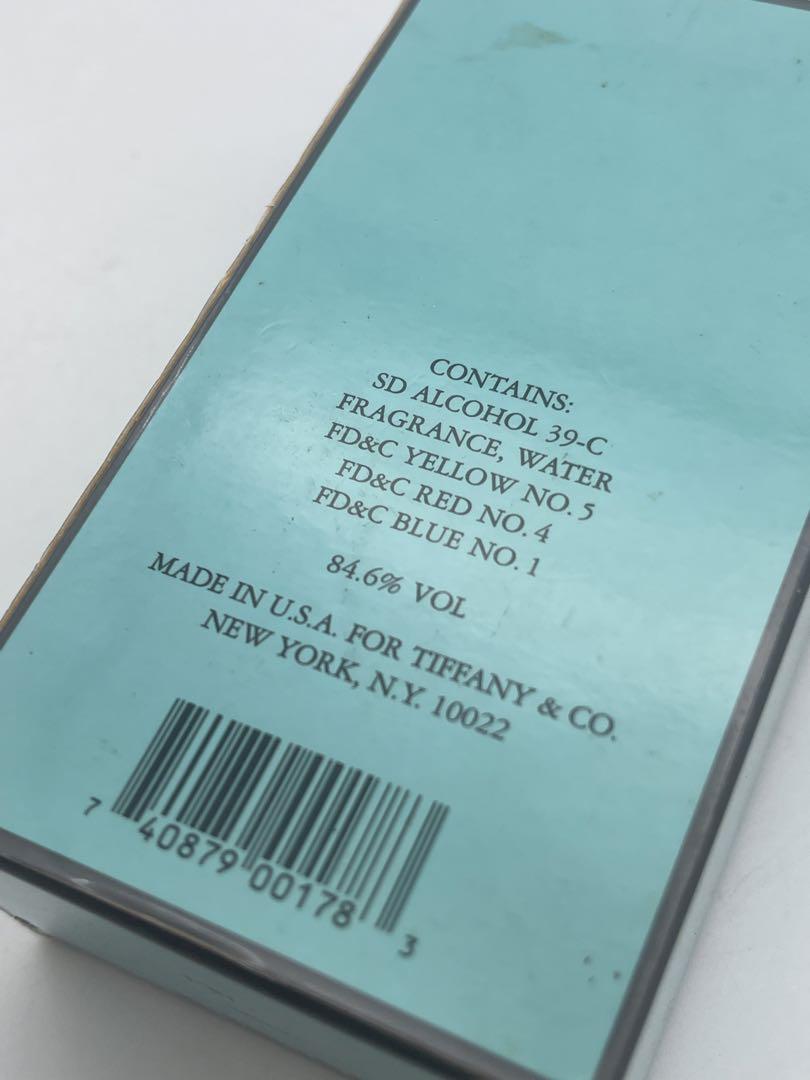 CONTAINS:
SD ALCOHOL 39-C
FRAGRANCE, WATER
FD&C YELLOW NO. 5
FD&C RED NO. 4
FD&C BLUE NO. 1
84.6% VOL
MADE IN U.S.A. FOR TIFFANY & CO.
NEW YORK, N.Y. 10022
7 40879 00178 3